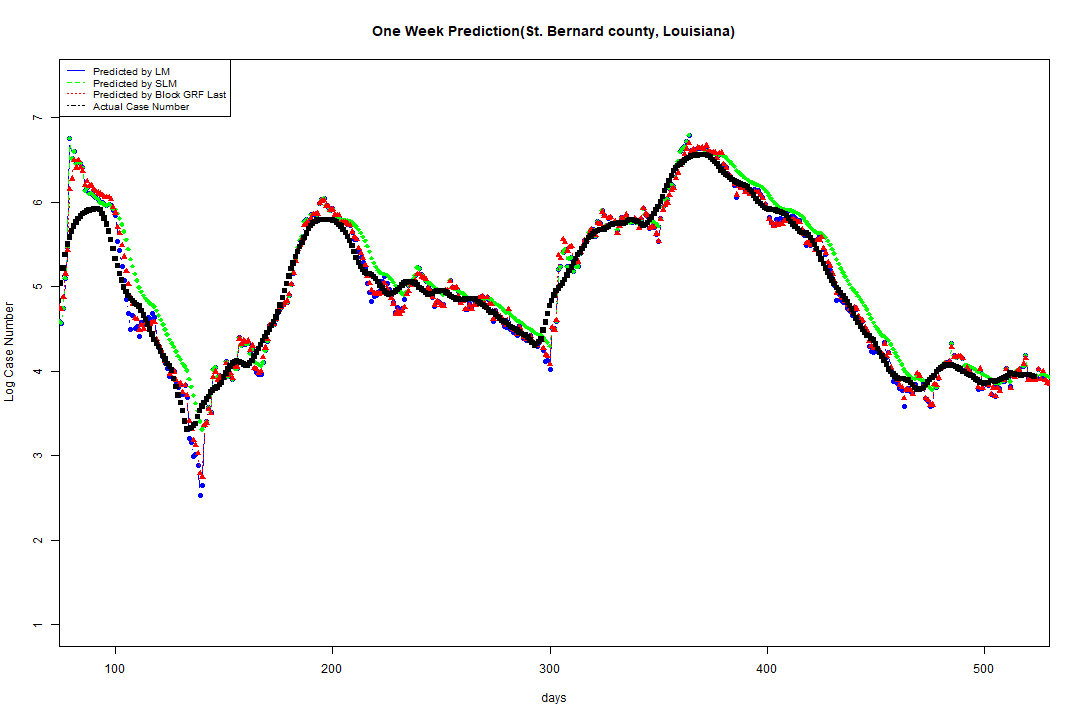 One Week Prediction(St. Bernard county, Louisiana)
Predicted by LM
Predicted by SLM
Predicted by Block GRF Last
Actual Case Number
7
6
5
4
3
2
1
Log Case Number
100 200 300 400 500
days